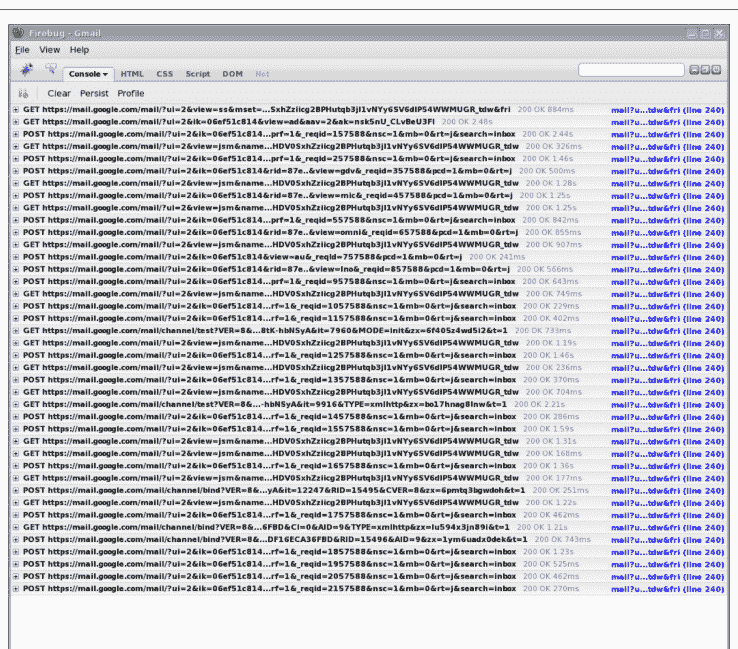 Firebug - Gmail
File View Help
Console HTML CSS Script DOM Net
Clear Persist Profile
GET https://mail.google.com/mail/?ui=2&view=ss&mset=...SxhZziicg2BPHutqb3jI1vNYy6SV6dIP54WWMUGR_tdw&fri 200 OK 884ms mail?u...tdw&fri (line 240)
GET https://mail.google.com/mail/?ui=2&ik=06ef51c814&view=ad&aav=2&ak=nsk5nU_CLvBeU3FI 200 OK 2.48s mail?u...tdw&fri (line 240)
POST https://mail.google.com/mail/?ui=2&ik=06ef51c814...prf=1&_reqid=157588&nsc=1&mb=0&rt=j&search=inbox 200 OK 2.44s mail?u...tdw&fri (line 240)
GET https://mail.google.com/mail/?ui=2&view=jsm&name...HDV0SxhZziicg2BPHutqb3jI1vNYy6SV6dIP54WWMUGR_tdw 200 OK 326ms mail?u...tdw&fri (line 240)
POST https://mail.google.com/mail/?ui=2&ik=06ef51c814...prf=1&_reqid=257588&nsc=1&mb=0&rt=j&search=inbox 200 OK 1.46s mail?u...tdw&fri (line 240)
POST https://mail.google.com/mail/?ui=2&ik=06ef51c814&rid=87e..&view=gdv&_reqid=357588&pcd=1&mb=0&rt=j 200 OK 500ms mail?u...tdw&fri (line 240)
GET https://mail.google.com/mail/?ui=2&view=jsm&name...HDV0SxhZziicg2BPHutqb3jI1vNYy6SV6dIP54WWMUGR_tdw 200 OK 1.28s mail?u...tdw&fri (line 240)
POST https://mail.google.com/mail/?ui=2&ik=06ef51c814&rid=87e..&view=mic&_reqid=457588&pcd=1&mb=0&rt=j 200 OK 1.25s mail?u...tdw&fri (line 240)
GET https://mail.google.com/mail/?ui=2&view=jsm&name...HDV0SxhZziicg2BPHutqb3jI1vNYy6SV6dIP54WWMUGR_tdw 200 OK 1.25s mail?u...tdw&fri (line 240)
POST https://mail.google.com/mail/?ui=2&ik=06ef51c814...prf=1&_reqid=557588&nsc=1&mb=0&rt=j&search=inbox 200 OK 842ms mail?u...tdw&fri (line 240)
POST https://mail.google.com/mail/?ui=2&ik=06ef51c814&rid=87e..&view=omni&_reqid=657588&pcd=1&mb=0&rt=j 200 OK 855ms mail?u...tdw&fri (line 240)
GET https://mail.google.com/mail/?ui=2&view=jsm&name...HDV0SxhZziicg2BPHutqb3jI1vNYy6SV6dIP54WWMUGR_tdw 200 OK 907ms mail?u...tdw&fri (line 240)
POST https://mail.google.com/mail/?ui=2&ik=06ef51c814&view=au&_reqid=757588&pcd=1&mb=0&rt=j 200 OK 241ms mail?u...tdw&fri (line 240)
POST https://mail.google.com/mail/?ui=2&ik=06ef51c814&rid=87e..&view=lno&_reqid=857588&pcd=1&mb=0&rt=j 200 OK 566ms mail?u...tdw&fri (line 240)
POST https://mail.google.com/mail/?ui=2&ik=06ef51c814...prf=1&_reqid=957588&nsc=1&mb=0&rt=j&search=inbox 200 OK 643ms mail?u...tdw&fri (line 240)
GET https://mail.google.com/mail/?ui=2&view=jsm&name...HDV0SxhZziicg2BPHutqb3jI1vNYy6SV6dIP54WWMUGR_tdw 200 OK 749ms mail?u...tdw&fri (line 240)
POST https://mail.google.com/mail/?ui=2&ik=06ef51c814...rf=1&_reqid=1057588&nsc=1&mb=0&rt=j&search=inbox 200 OK 229ms mail?u...tdw&fri (line 240)
POST https://mail.google.com/mail/?ui=2&ik=06ef51c814...rf=1&_reqid=1157588&nsc=1&mb=0&rt=j&search=inbox 200 OK 402ms mail?u...tdw&fri (line 240)
GET https://mail.google.com/mail/channel/test?VER=8&...8tK-hbNSyA&it=7960&MODE=init&zx=6f40Sz4wd5i2&t=1 200 OK 733ms mail?u...tdw&fri (line 240)
GET https://mail.google.com/mail/?ui=2&view=jsm&name...HDV0SxhZziicg2BPHutqb3jI1vNYy6SV6dIP54WWMUGR_tdw 200 OK 1.19s mail?u...tdw&fri (line 240)
POST https://mail.google.com/mail/?ui=2&ik=06ef51c814...rf=1&_reqid=1257588&nsc=1&mb=0&rt=j&search=inbox 200 OK 1.46s mail?u...tdw&fri (line 240)
GET https://mail.google.com/mail/?ui=2&view=jsm&name...HDV0SxhZziicg2BPHutqb3jI1vNYy6SV6dIP54WWMUGR_tdw 200 OK 236ms mail?u...tdw&fri (line 240)
POST https://mail.google.com/mail/?ui=2&ik=06ef51c814...rf=1&_reqid=1357588&nsc=1&mb=0&rt=j&search=inbox 200 OK 370ms mail?u...tdw&fri (line 240)
GET https://mail.google.com/mail/?ui=2&view=jsm&name...HDV0SxhZziicg2BPHutqb3jI1vNYy6SV6dIP54WWMUGR_tdw 200 OK 704ms mail?u...tdw&fri (line 240)
GET https://mail.google.com/mail/channel/test?VER=8&...-hbNSyA&it=9916&TYPE=xmlhttp&zx=bo17hnag8lnw&t=1 200 OK 2.21s mail?u...tdw&fri (line 240)
POST https://mail.google.com/mail/?ui=2&ik=06ef51c814...rf=1&_reqid=1457588&nsc=1&mb=0&rt=j&search=inbox 200 OK 286ms mail?u...tdw&fri (line 240)
POST https://mail.google.com/mail/?ui=2&ik=06ef51c814...rf=1&_reqid=1557588&nsc=1&mb=0&rt=j&search=inbox 200 OK 1.59s mail?u...tdw&fri (line 240)
GET https://mail.google.com/mail/?ui=2&view=jsm&name...HDV0SxhZziicg2BPHutqb3jI1vNYy6SV6dIP54WWMUGR_tdw 200 OK 1.31s mail?u...tdw&fri (line 240)
GET https://mail.google.com/mail/?ui=2&view=jsm&name...HDV0SxhZziicg2BPHutqb3jI1vNYy6SV6dIP54WWMUGR_tdw 200 OK 168ms mail?u...tdw&fri (line 240)
POST https://mail.google.com/mail/?ui=2&ik=06ef51c814...rf=1&_reqid=1657588&nsc=1&mb=0&rt=j&search=inbox 200 OK 1.36s mail?u...tdw&fri (line 240)
GET https://mail.google.com/mail/?ui=2&view=jsm&name...HDV0SxhZziicg2BPHutqb3jI1vNYy6SV6dIP54WWMUGR_tdw 200 OK 177ms mail?u...tdw&fri (line 240)
POST https://mail.google.com/mail/channel/bind?VER=8&...yA&it=12247&RID=15495&CVER=8&zx=6pmtq3bgwdoh&t=1 200 OK 251ms mail?u...tdw&fri (line 240)
GET https://mail.google.com/mail/?ui=2&view=jsm&name...HDV0SxhZziicg2BPHutqb3jI1vNYy6SV6dIP54WWMUGR_tdw 200 OK 1.22s mail?u...tdw&fri (line 240)
POST https://mail.google.com/mail/?ui=2&ik=06ef51c814...rf=1&_reqid=1757588&nsc=1&mb=0&rt=j&search=inbox 200 OK 462ms mail?u...tdw&fri (line 240)
GET https://mail.google.com/mail/channel/bind?VER=8&...6FBD&CI=0&AID=9&TYPE=xmlhttp&zx=lu594x3jn89i&t=1 200 OK 1.21s mail?u...tdw&fri (line 240)
POST https://mail.google.com/mail/channel/bind?VER=8&...DF16ECA36FBD&RID=15496&AID=9&zx=1ym6uadx0dek&t=1 200 OK 743ms mail?u...tdw&fri (line 240)
POST https://mail.google.com/mail/?ui=2&ik=06ef51c814...rf=1&_reqid=1857588&nsc=1&mb=0&rt=j&search=inbox 200 OK 1.23s mail?u...tdw&fri (line 240)
POST https://mail.google.com/mail/?ui=2&ik=06ef51c814...rf=1&_reqid=1957588&nsc=1&mb=0&rt=j&search=inbox 200 OK 525ms mail?u...tdw&fri (line 240)
POST https://mail.google.com/mail/?ui=2&ik=06ef51c814...rf=1&_reqid=2057588&nsc=1&mb=0&rt=j&search=inbox 200 OK 462ms mail?u...tdw&fri (line 240)
POST https://mail.google.com/mail/?ui=2&ik=06ef51c814...rf=1&_reqid=2157588&nsc=1&mb=0&rt=j&search=inbox 200 OK 270ms mail?u...tdw&fri (line 240)